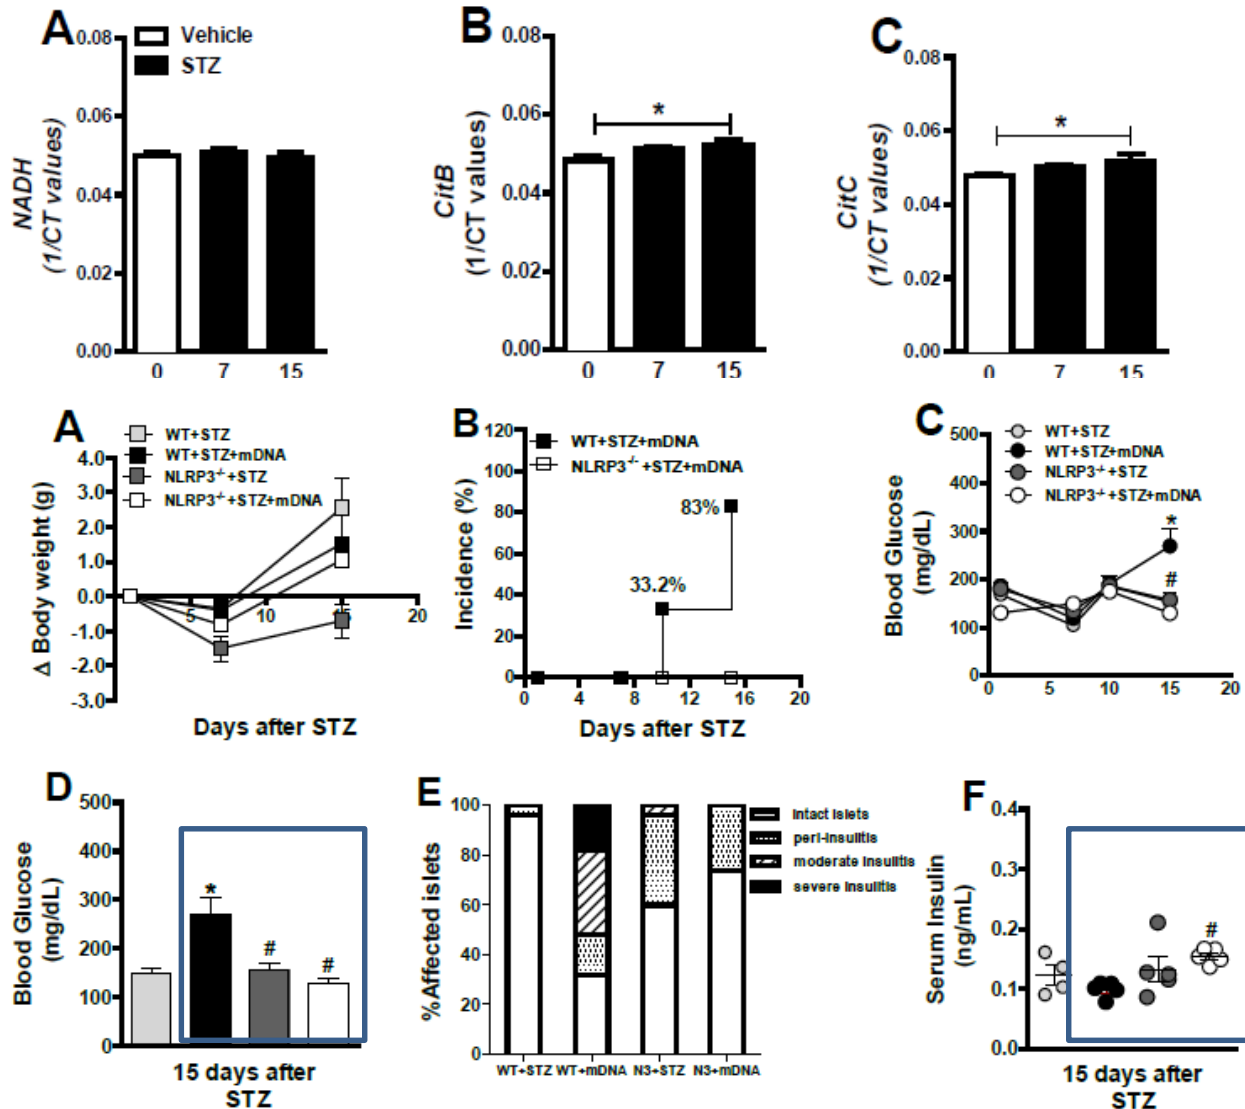 A
Vehicle
STZ
NADH
(1/CT values)
0.08
0.06
0.04
0.02
0.00
0 7 15
B
CitB
(1/CT values)
0.08
0.06
0.04
0.02
0.00
*
0 7 15
C
CitC
(1/CT values)
0.08
0.06
0.04
0.02
0.00
*
0 7 15
A
WT+STZ
WT+STZ+mDNA
NLRP3-/-+STZ
NLRP3-/-+STZ+mDNA
Δ Body weight (g)
4.0
3.0
2.0
1.0
0.0
-1.0
-2.0
-3.0
5 10 15 20
Days after STZ
B
WT+STZ+mDNA
NLRP3-/-+STZ+mDNA
Incidence (%)
120
100
80
60
40
20
0
83%
33.2%
0 4 8 12 16 20
Days after STZ
C
WT+STZ
WT+STZ+mDNA
NLRP3-/-+STZ
NLRP3-/-+STZ+mDNA
Blood Glucose
(mg/dL)
500
400
300
200
100
0
*
#
0 5 10 15 20
D
Blood Glucose
(mg/dL)
500
400
300
200
100
0
*
# #
15 days after
STZ
E
%Affected islets
100
80
60
40
20
0
Intact islets
peri-insulitis
moderate insulitis
severe insulitis
WT+STZ WT+mDNA N3+STZ N3+mDNA
F
Serum Insulin
(ng/mL)
0.4
0.3
0.2
0.1
0.0
#
15 days after
STZ